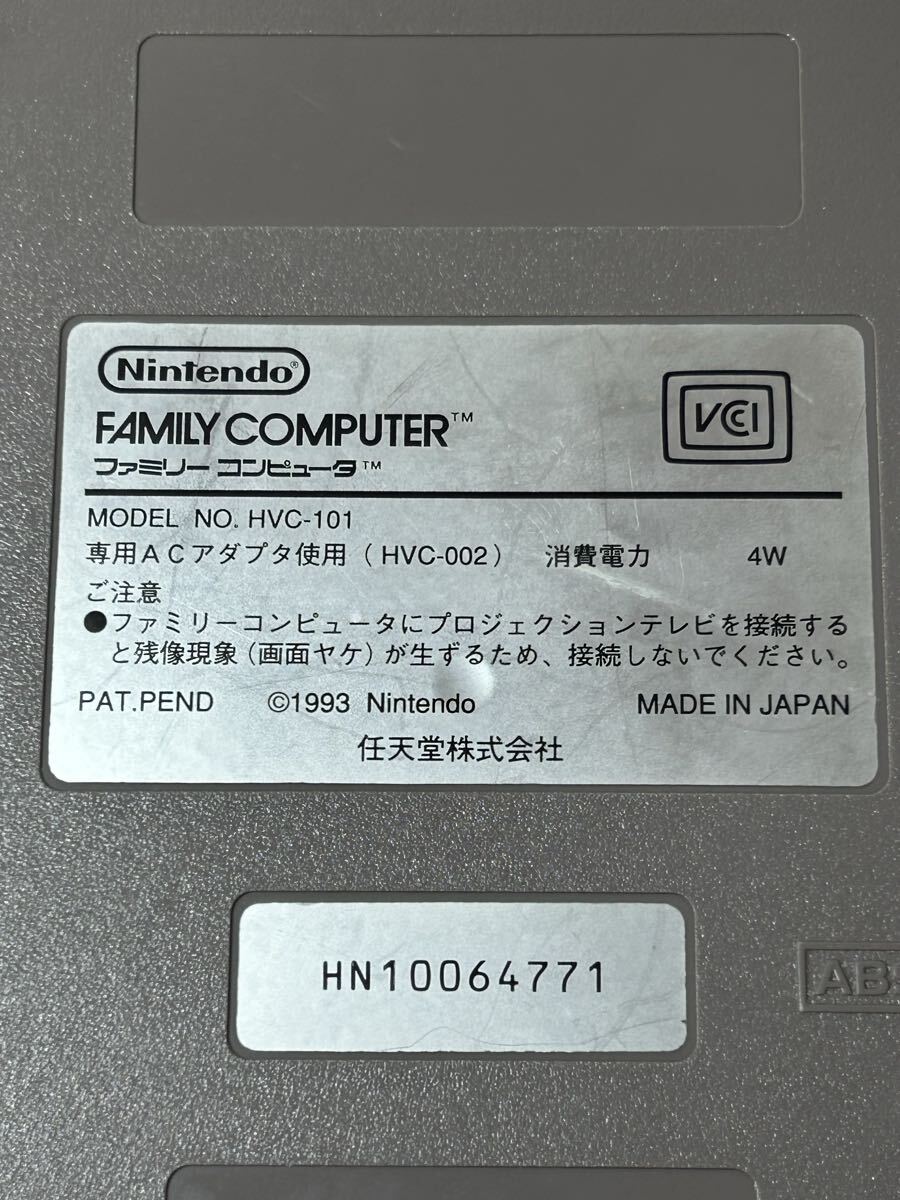 Nintendo®
FAMILY COMPUTER™
ファミリー コンピュータ™
VCCI
MODEL NO. HVC-101
専用ACアダプタ使用(HVC-002) 消費電力 4W
ご注意
●ファミリーコンピュータにプロジェクションテレビを接続する
と残像現象(画面ヤケ)が生ずるため、接続しないでください。
PAT.PEND ©1993 Nintendo MADE IN JAPAN
任天堂株式会社
HN10064771
AB